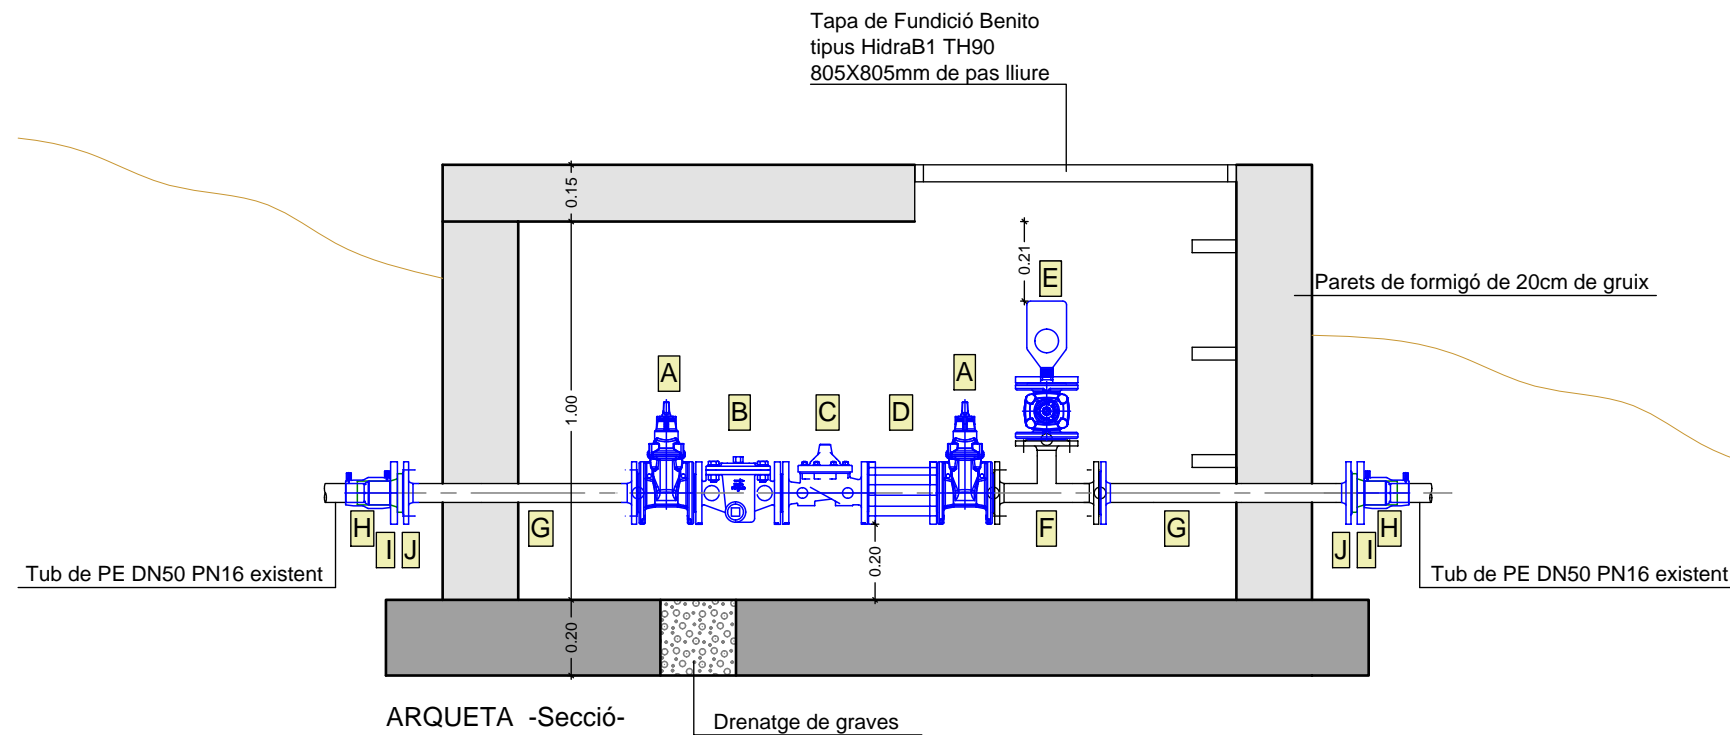 Tapa de Fundició Benito
tipus HidraB1 TH90
805X805mm de pas lliure
0.15
0.21
E
Parets de formigó de 20cm de gruix
A
A
1.00
B
C
D
H
G
F
G
H
I
J
J
I
0.20
Tub de PE DN50 PN16 existent
Tub de PE DN50 PN16 existent
0.20
ARQUETA -Secció-
Drenatge de graves